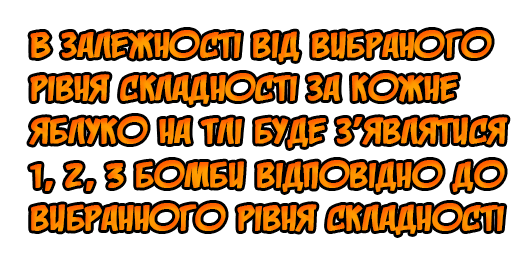 В ЗАЛЕЖНОСТІ ВІД ВИБРАНОГО
РІВНЯ СКЛАДНОСТІ ЗА КОЖНЕ
ЯБЛУКО НА ТЛІ БУДЕ З'ЯВЛЯТИСЯ
1, 2, 3 БОМБИ ВІДПОВІДНО ДО
ВИБРАННОГО РІВНЯ СКЛАДНОСТІ